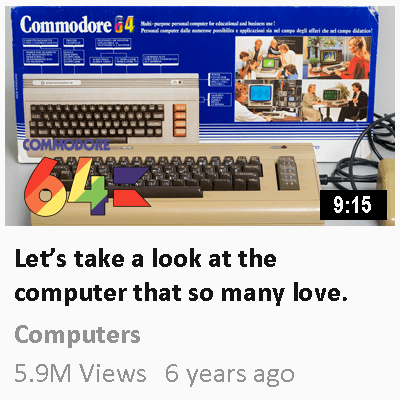 Commodore 64
Multi-purpose personal computer for educational and business use!
Personal computer dalle numerose possibilita e applicazioni sia nel campo degli affari che nel campo didattico!
COMMODORE
64
9:15
Let’s take a look at the
computer that so many love.
Computers
5.9M Views 6 years ago